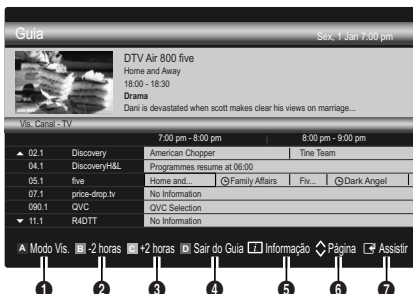 Guia
Sex, 1 Jan 7:00 pm
DTV Air 800 five
Home and Away
18:00 - 18:30
Drama
Dani is devastated when scott makes clear his views on marriage...
Vis. Canal - TV
7:00 pm - 8:00 pm 8:00 pm - 9:00 pm
▲ 02.1 Discovery American Chopper Tine Team
04.1 DiscoveryH&L Programmes resume at 06:00
05.1 five Home and... Family Affairs Fiv... Dark Angel
07.1 price-drop.tv No Information
090.1 QVC QVC Selection
▼ 11.1 R4DTT No Information
A Modo Vis. B -2 horas C +2 horas D Sair do Guia i Informação Página Assistir
1 2 3 4 5 6 7